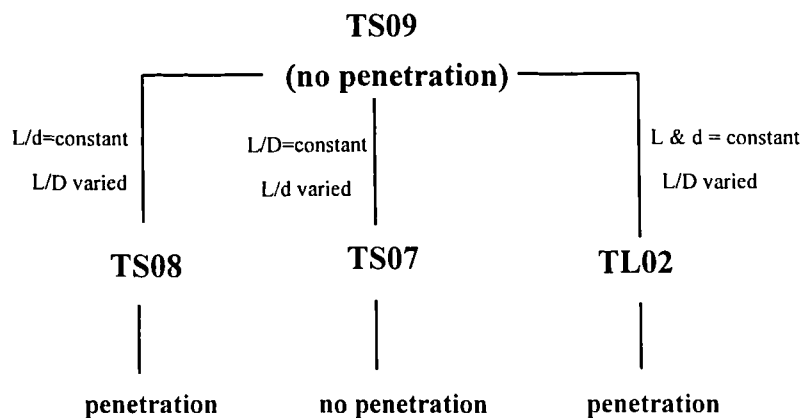 TS09
(no penetration)
L/d=constant
L/D varied
L/D=constant
L/d varied
L & d = constant
L/D varied
TS08
TS07
TL02
penetration
no penetration
penetration